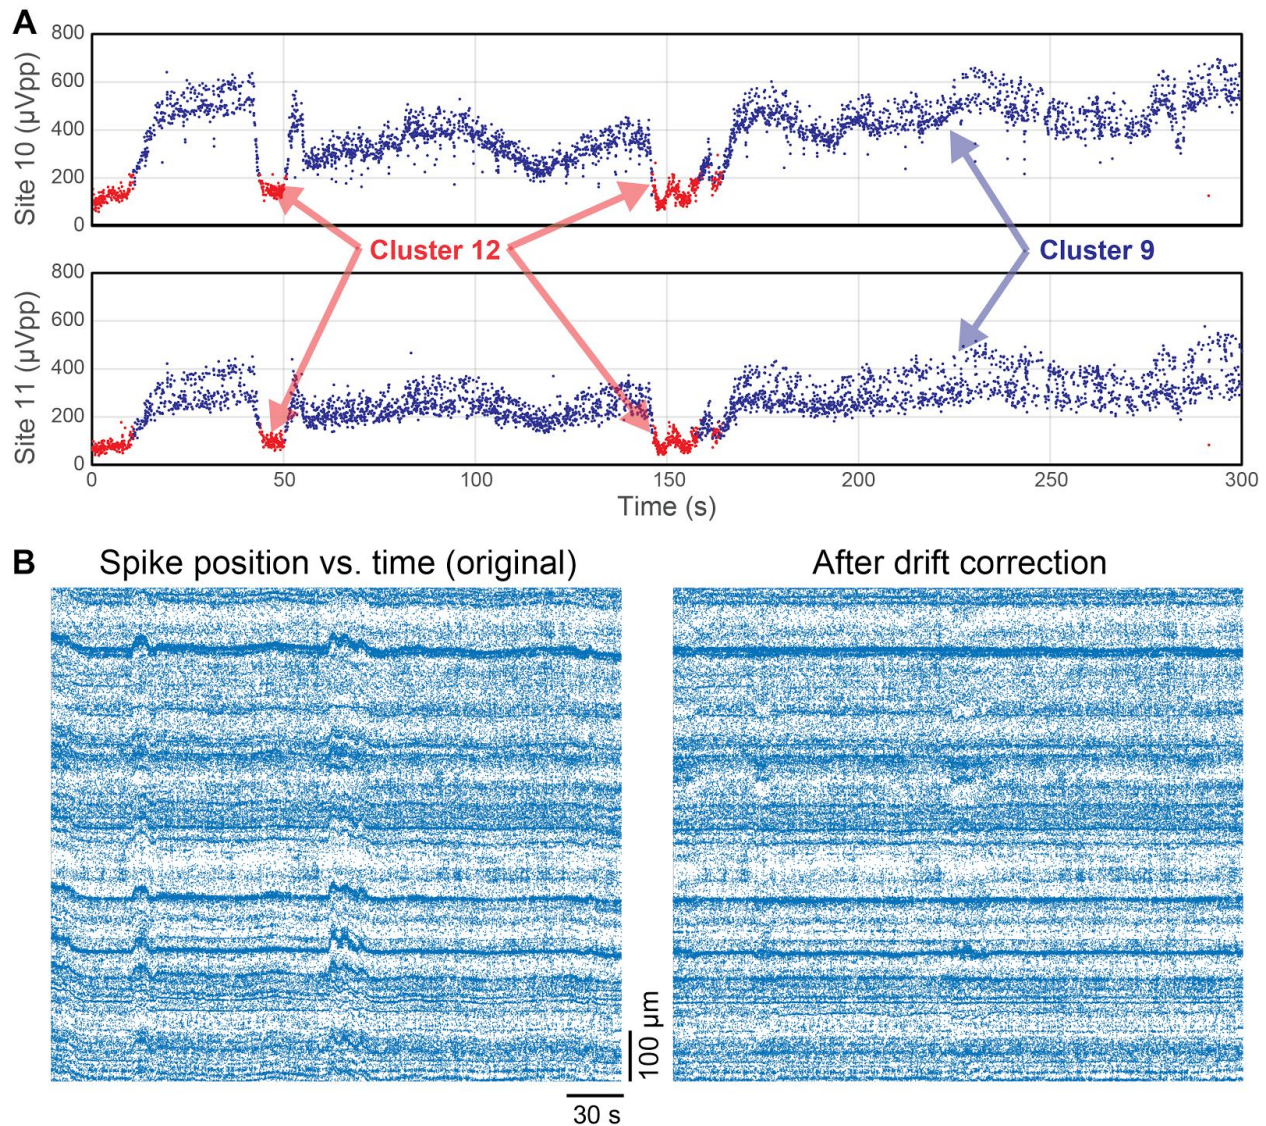 A
Site 10 (µVpp)
800
600
400
200
0
Cluster 12
Cluster 9
Site 11 (µVpp)
800
600
400
200
0
0 50 100 150 200 250 300
Time (s)
B
Spike position vs. time (original)
After drift correction
100 µm
30 s